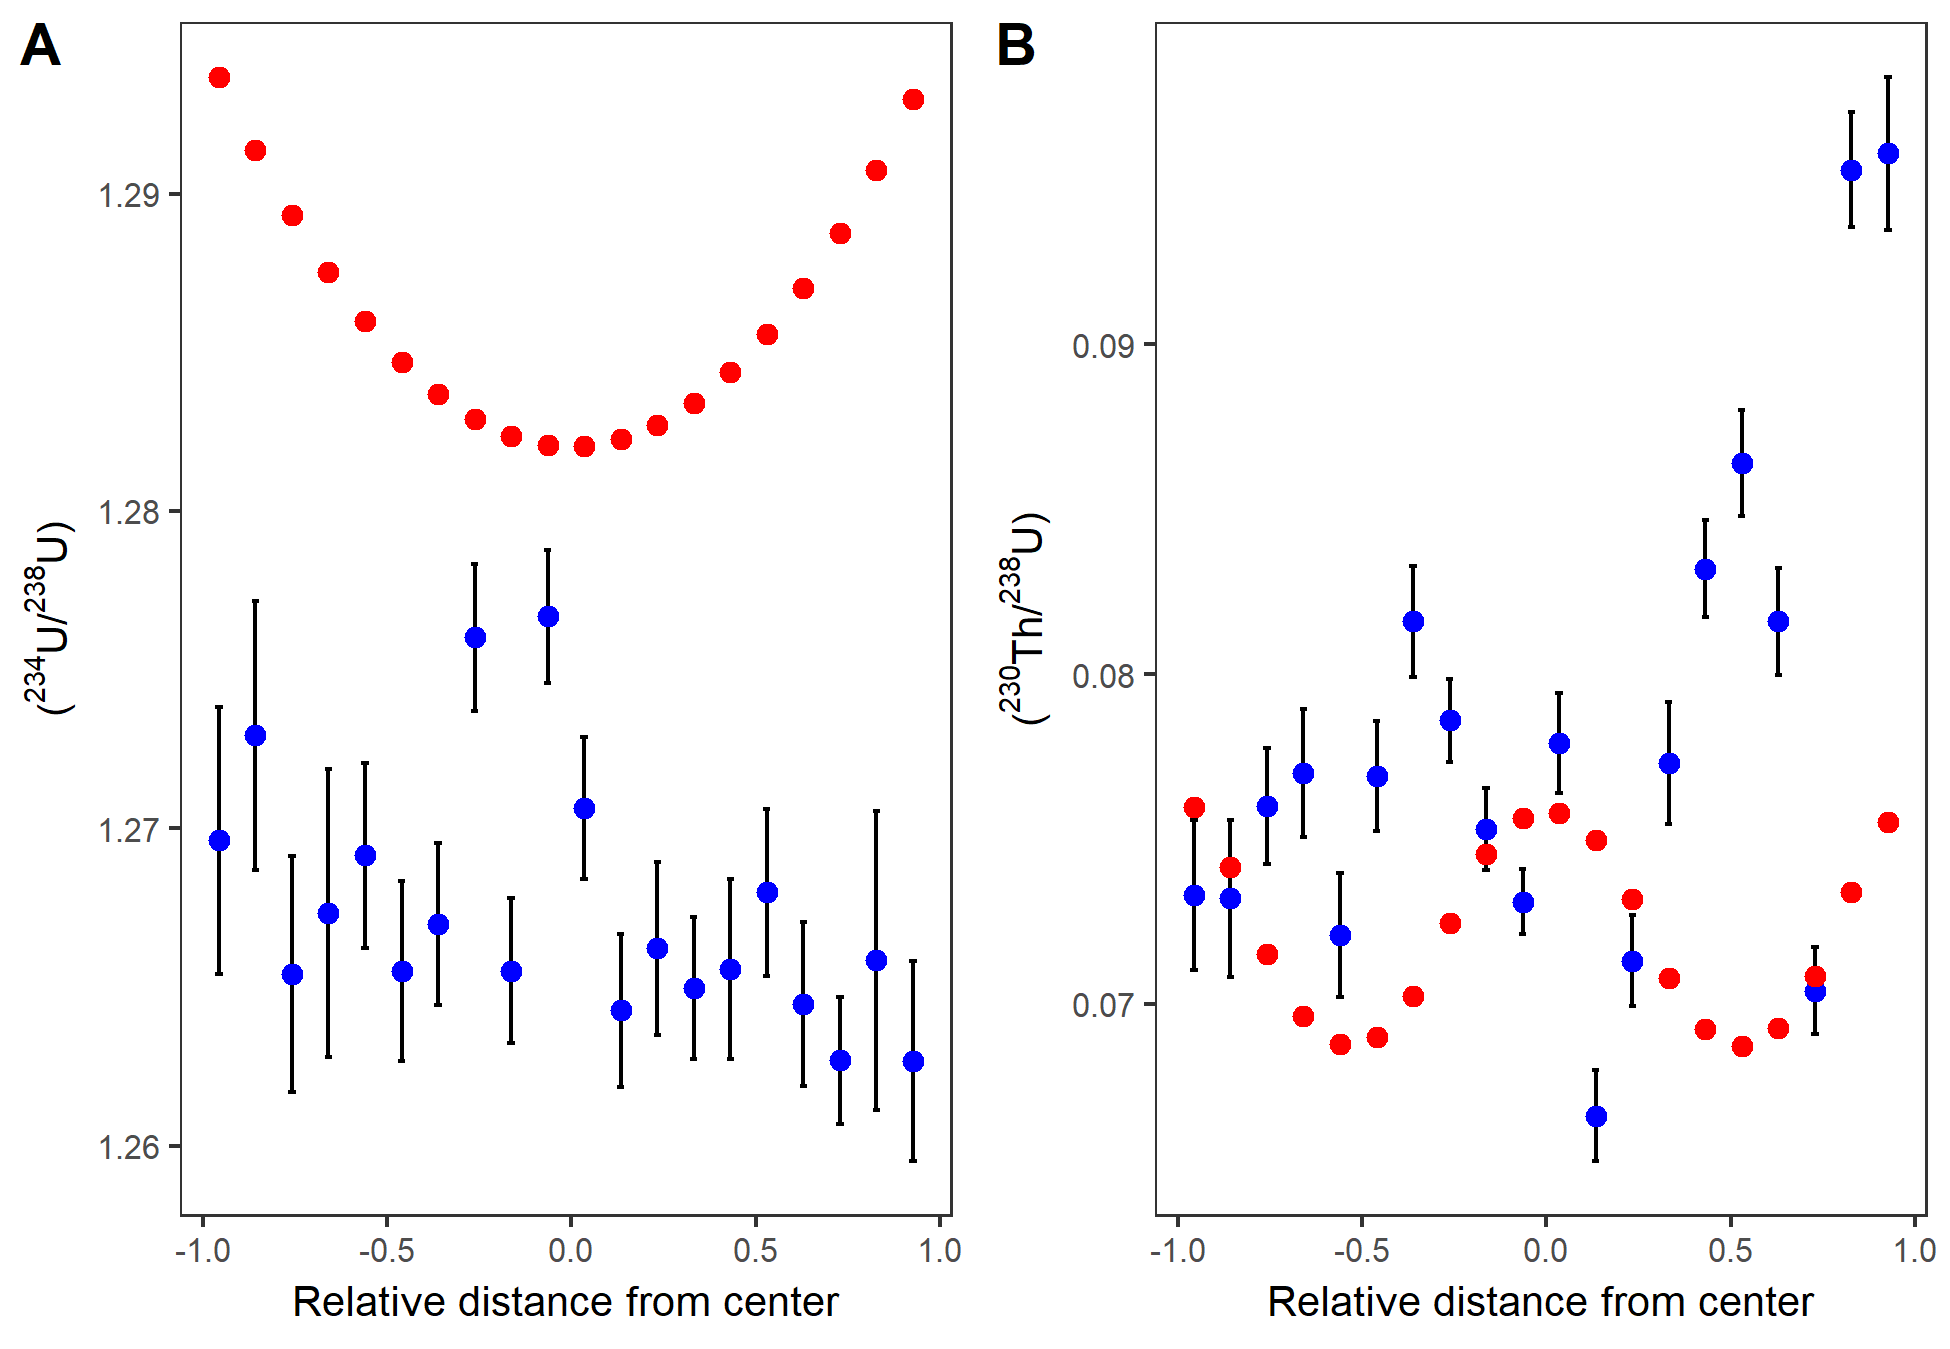 A
(²³⁴U/²³⁸U)
1.29
1.28
1.27
1.26
-1.0 -0.5 0.0 0.5 1.0
Relative distance from center
B
(²³⁰Th/²³⁸U)
0.09
0.08
0.07
-1.0 -0.5 0.0 0.5 1.0
Relative distance from center